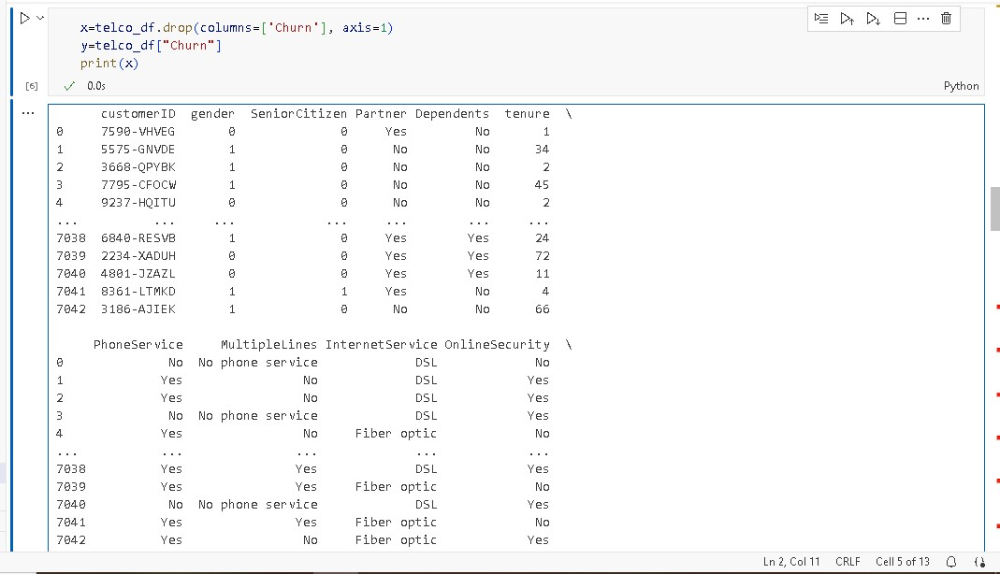 x=telco_df.drop(columns=['Churn'], axis=1)
y=telco_df["Churn"]
print(x)
[6] 0.0s Python
... customerID gender SeniorCitizen Partner Dependents tenure \
0 7590-VHVEG 0 0 Yes No 1
1 5575-GNVDE 1 0 No No 34
2 3668-QPYBK 1 0 No No 2
3 7795-CFOCW 1 0 No No 45
4 9237-HQITU 0 0 No No 2
... ... ... ... ... ... ...
7038 6840-RESVB 1 0 Yes Yes 24
7039 2234-XADUH 0 0 Yes Yes 72
7040 4801-JZAZL 0 0 Yes Yes 11
7041 8361-LTMKD 1 1 Yes No 4
7042 3186-AJIEK 1 0 No No 66
PhoneService MultipleLines InternetService OnlineSecurity \
0 No No phone service DSL No
1 Yes No DSL Yes
2 Yes No DSL Yes
3 No No phone service DSL Yes
4 Yes No Fiber optic No
... ... ... ... ...
7038 Yes Yes DSL Yes
7039 Yes Yes Fiber optic No
7040 No No phone service DSL Yes
7041 Yes Yes Fiber optic No
7042 Yes No Fiber optic Yes
Ln 2, Col 11 CRLF Cell 5 of 13